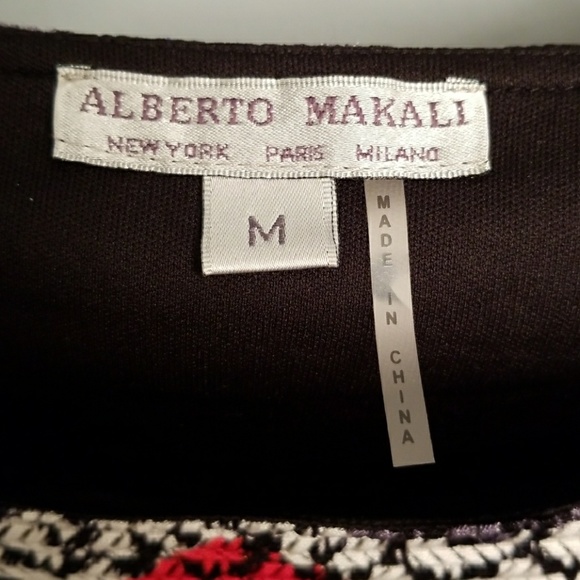 ALBERTO MAKALI
NEW YORK PARIS MILANO
M
MADE IN CHINA